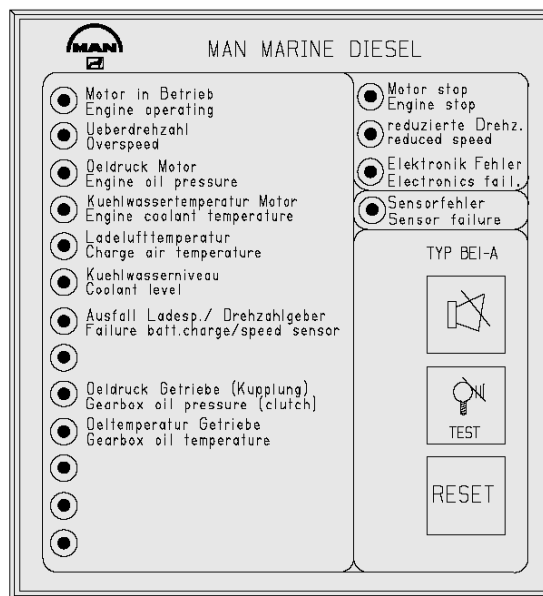 MAN
MAN MARINE DIESEL
Motor in Betrieb
Engine operating
Ueberdrehzahl
Overspeed
Oeldruck Motor
Engine oil pressure
Kuehlwassertemperatur Motor
Engine coolant temperature
Ladelufttemperatur
Charge air temperature
Kuehlwasserniveau
Coolant level
Ausfall Ladesp./ Drehzahlgeber
Failure batt.charge/speed sensor
Oeldruck Getriebe (Kupplung)
Gearbox oil pressure (clutch)
Oeltemperatur Getriebe
Gearbox oil temperature
Motor stop
Engine stop
reduzierte Drehz.
reduced speed
Elektronik Fehler
Electronics fail.
Sensorfehler
Sensor failure
TYP BEI-A
TEST
RESET